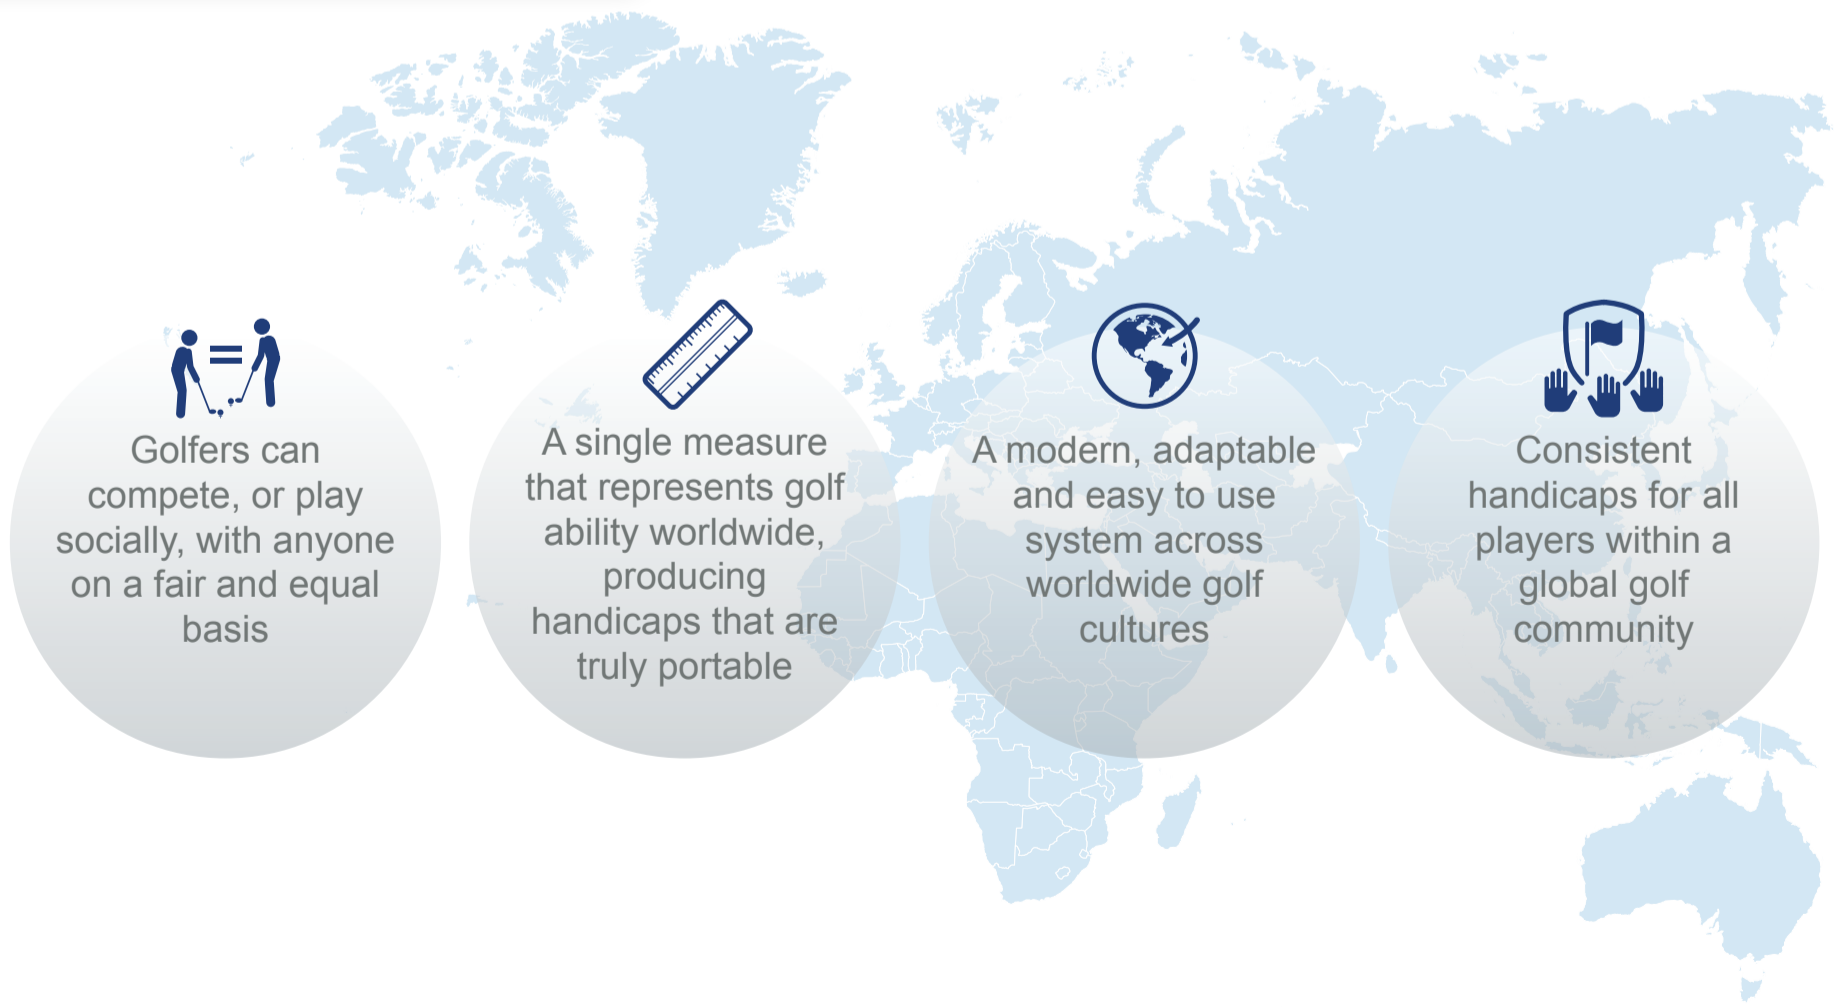 Golfers can
compete, or play
socially, with anyone
on a fair and equal
basis
A single measure
that represents golf
ability worldwide,
producing
handicaps that are
truly portable
A modern, adaptable
and easy to use
system across
worldwide golf
cultures
Consistent
handicaps for all
players within a
global golf
community